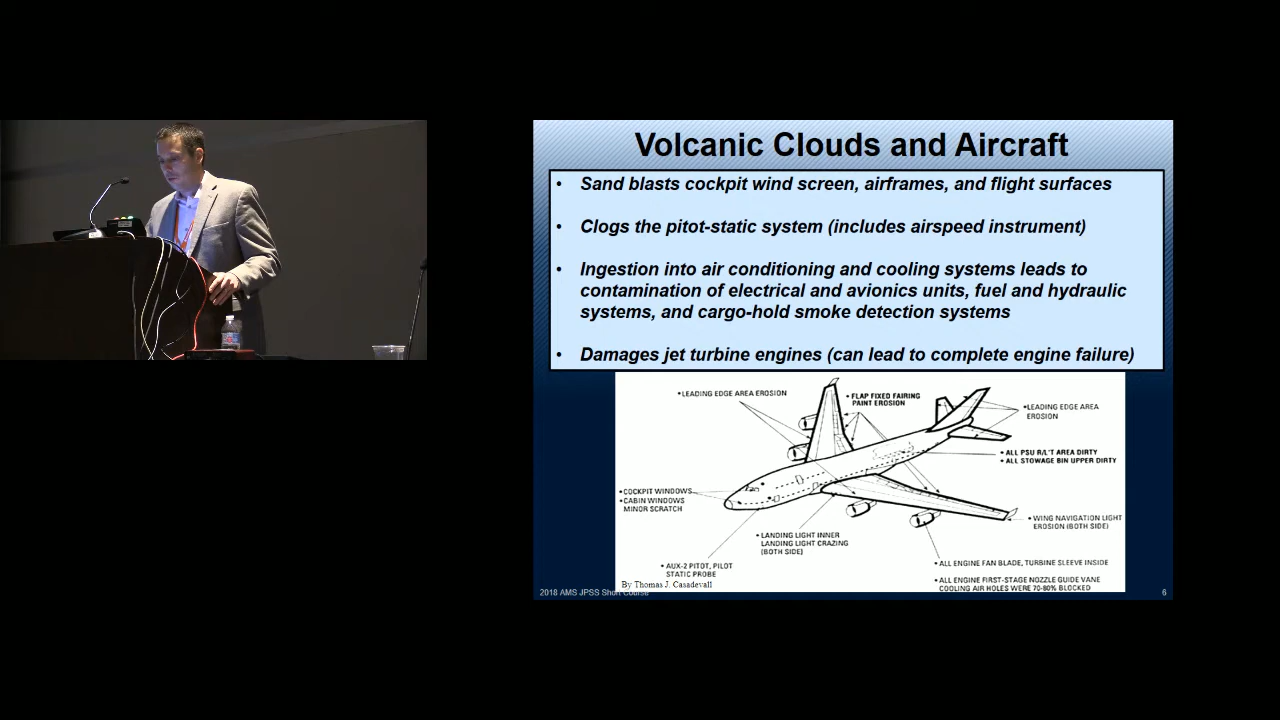 Volcanic Clouds and Aircraft
• Sand blasts cockpit wind screen, airframes, and flight surfaces
• Clogs the pitot-static system (includes airspeed instrument)
• Ingestion into air conditioning and cooling systems leads to
contamination of electrical and avionics units, fuel and hydraulic
systems, and cargo-hold smoke detection systems
• Damages jet turbine engines (can lead to complete engine failure)
• LEADING EDGE AREA EROSION
• FLAP FIXED FAIRING
PAINT EROSION
• LEADING EDGE AREA
EROSION
• ALL PSU R/L'T AREA DIRTY
• ALL STOWAGE BIN UPPER DIRTY
• COCKPIT WINDOWS
• CABIN WINDOWS
MINOR SCRATCH
• WING NAVIGATION LIGHT
EROSION (BOTH SIDE)
• LANDING LIGHT INNER
LANDING LIGHT CRAZING
(BOTH SIDE)
• AUX-2 PITOT, PILOT
STATIC PROBE
• ALL ENGINE FAN BLADE, TURBINE SLEEVE INSIDE
• ALL ENGINE FIRST-STAGE NOZZLE GUIDE VANE
COOLING AIR HOLES WERE 70-80% BLOCKED
By Thomas J. Casadevall
2018 AMS JPSS Short Course
6